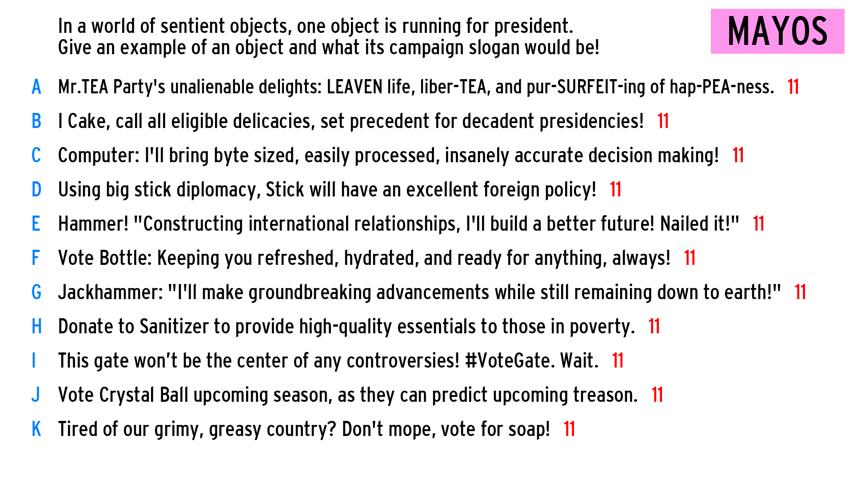 In a world of sentient objects, one object is running for president.
Give an example of an object and what its campaign slogan would be!
MAYOS
A Mr.TEA Party's unalienable delights: LEAVEN life, liber-TEA, and pur-SURFEIT-ing of hap-PEA-ness. 11
B I Cake, call all eligible delicacies, set precedent for decadent presidencies! 11
C Computer: I'll bring byte sized, easily processed, insanely accurate decision making! 11
D Using big stick diplomacy, Stick will have an excellent foreign policy! 11
E Hammer! "Constructing international relationships, I'll build a better future! Nailed it!" 11
F Vote Bottle: Keeping you refreshed, hydrated, and ready for anything, always! 11
G Jackhammer: "I'll make groundbreaking advancements while still remaining down to earth!" 11
H Donate to Sanitizer to provide high-quality essentials to those in poverty. 11
I This gate won’t be the center of any controversies! #VoteGate. Wait. 11
J Vote Crystal Ball upcoming season, as they can predict upcoming treason. 11
K Tired of our grimy, greasy country? Don't mope, vote for soap! 11